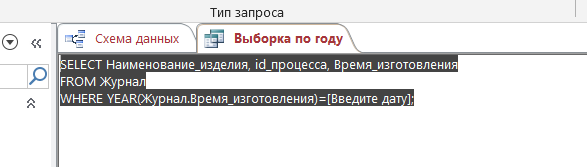 Тип запроса
Схема данных
Выборка по году
SELECT Наименование_изделия, id_процесса, Время_изготовления
FROM Журнал
WHERE YEAR(Журнал.Время_изготовления)=[Введите дату];